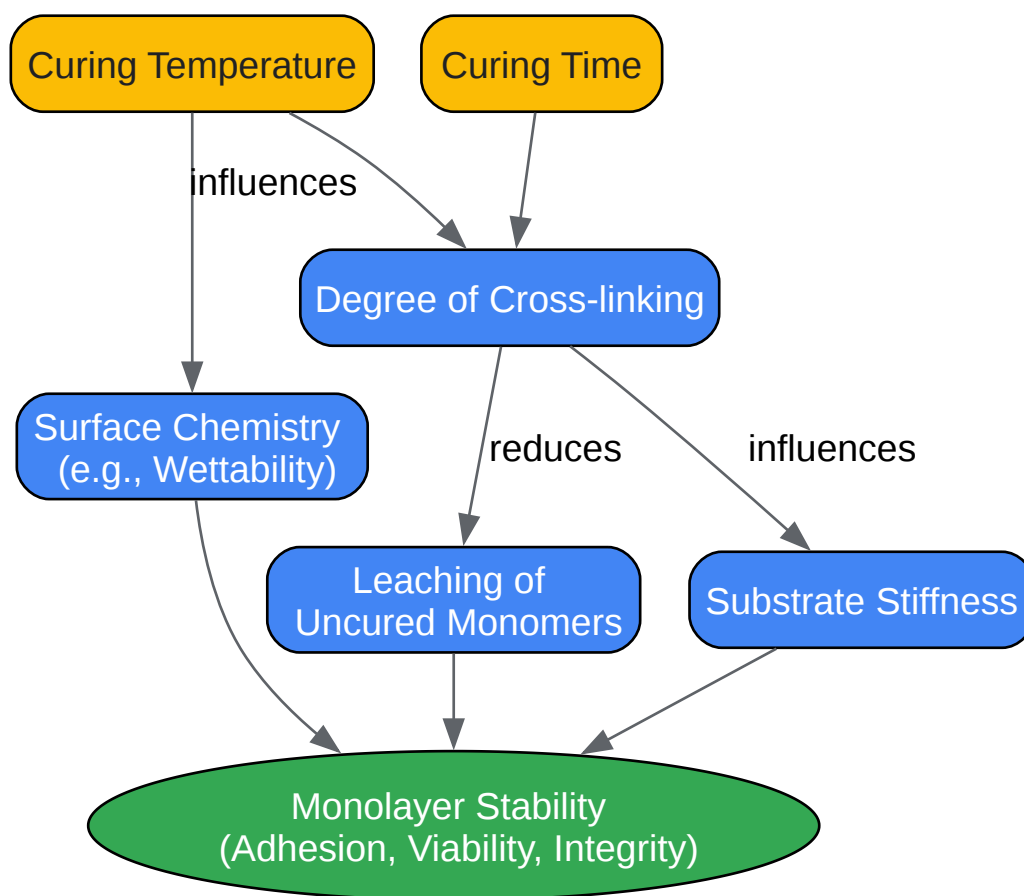 Curing Temperature
Curing Time
influences
Degree of Cross-linking
Surface Chemistry
(e.g., Wettability)
reduces
influences
Leaching of
Uncured Monomers
Substrate Stiffness
Monolayer Stability
(Adhesion, Viability, Integrity)